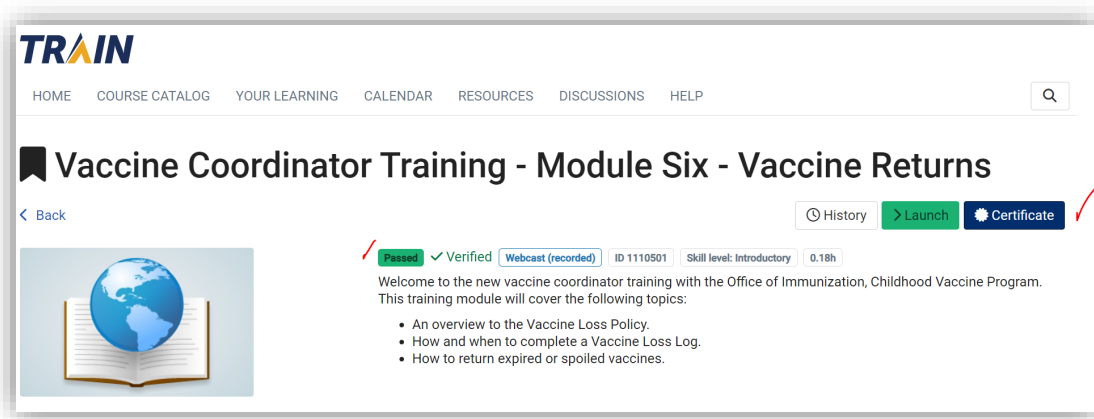 TRAIN
HOME COURSE CATALOG YOUR LEARNING CALENDAR RESOURCES DISCUSSIONS HELP
Vaccine Coordinator Training - Module Six - Vaccine Returns
Back
History Launch Certificate
Passed Verified Webcast (recorded) ID 1110501 Skill level: Introductory 0.18h
Welcome to the new vaccine coordinator training with the Office of Immunization, Childhood Vaccine Program.
This training module will cover the following topics:
• An overview to the Vaccine Loss Policy.
• How and when to complete a Vaccine Loss Log.
• How to return expired or spoiled vaccines.